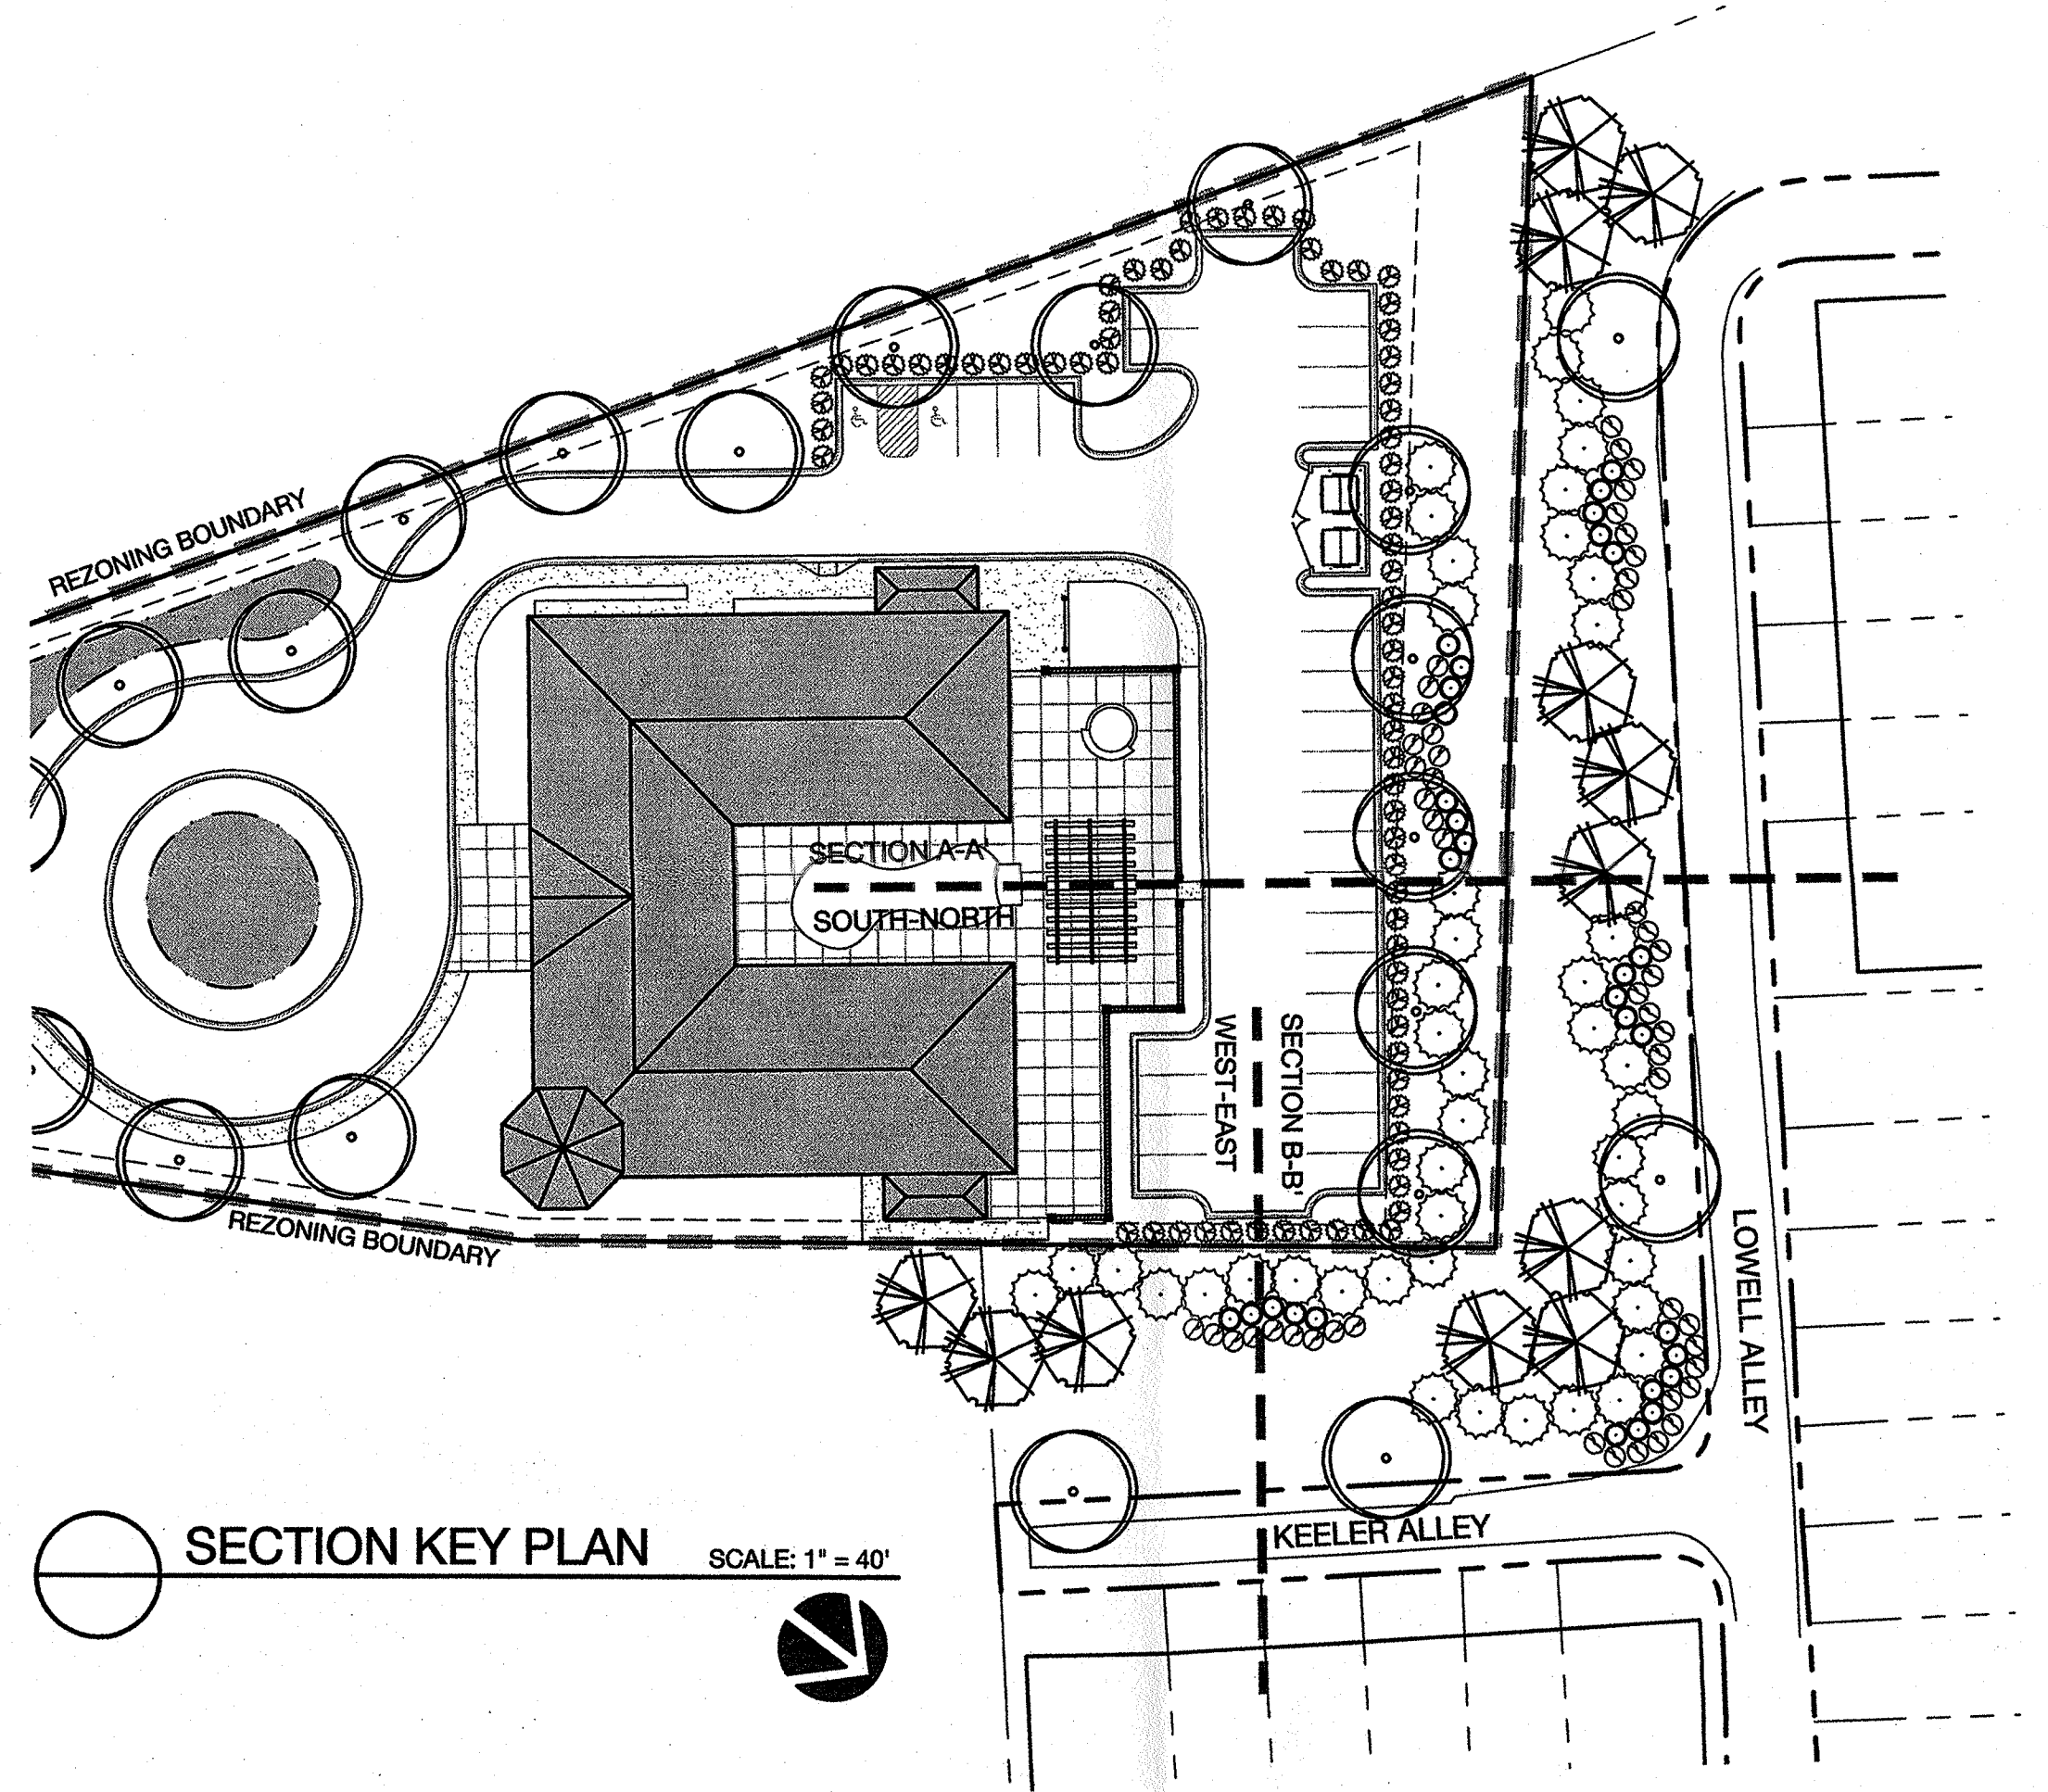 REZONING BOUNDARY
SECTION A-A'
SOUTH-NORTH
SECTION B-B'
WEST-EAST
REZONING BOUNDARY
LOWELL ALLEY
KEELER ALLEY
SECTION KEY PLAN
SCALE: 1" = 40'